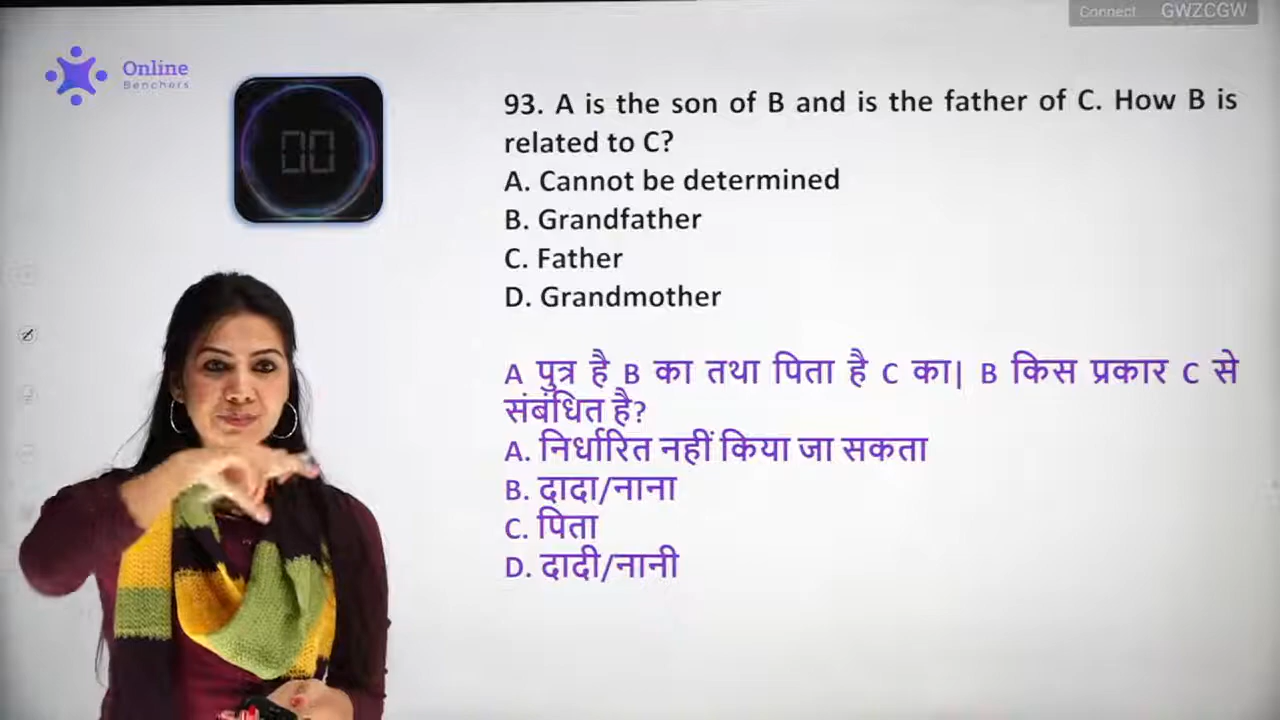 Connect GWZCGW
Online
Benchers
00
93. A is the son of B and is the father of C. How B is
related to C?
A. Cannot be determined
B. Grandfather
C. Father
D. Grandmother
A पुत्र है B का तथा पिता है C का| B किस प्रकार C से
संबंधित है?
A. निर्धारित नहीं किया जा सकता
B. दादा/नाना
C. पिता
D. दादी/नानी